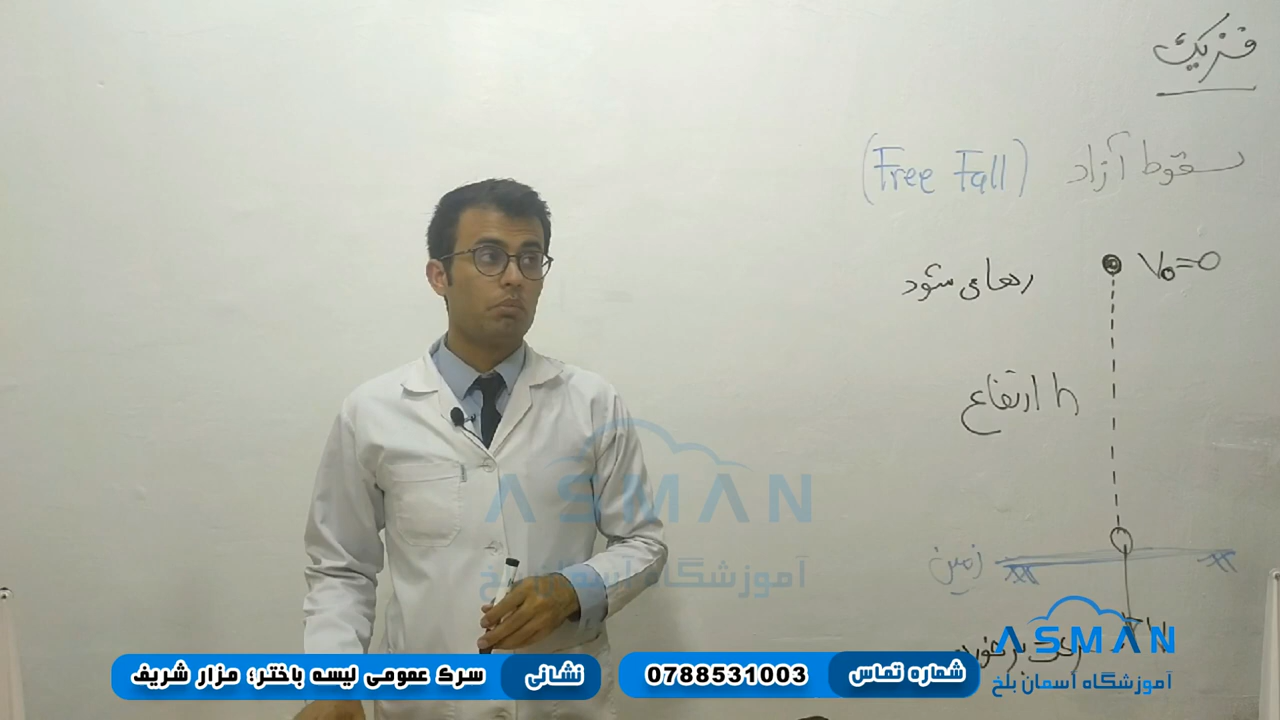 فزیک
سقوط آزاد (Free Fall)
V₀=0
رها می شود
h ارتفاع
زمین
ASMAN
آموزشگاه آسمان بلخ
ASMAN
آموزشگاه آسمان بلخ
شماره تماس 0788531003
نشانی سرک عمومی لیسه باختر؛ مزار شریف